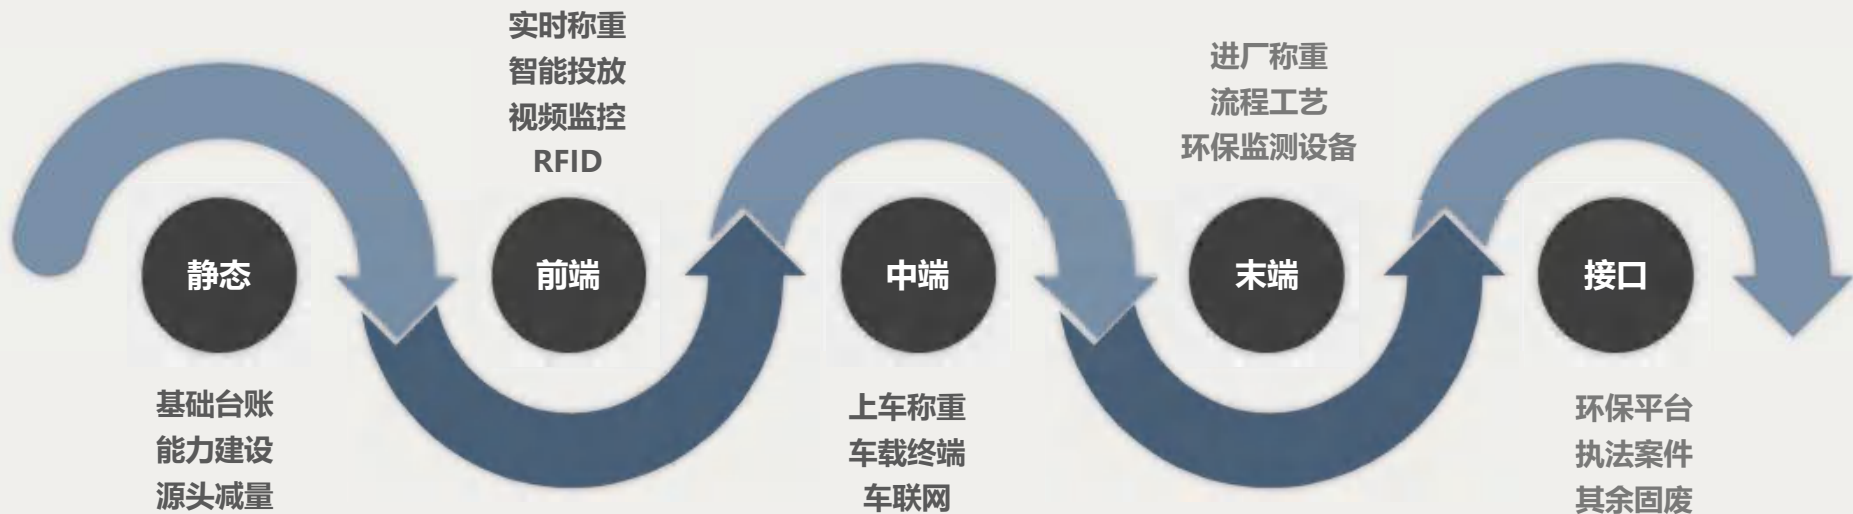 实时称重
智能投放
视频监控
RFID
进厂称重
流程工艺
环保监测设备
静态
前端
中端
末端
接口
基础台账
能力建设
源头减量
上车称重
车载终端
车联网
环保平台
执法案件
其余固废